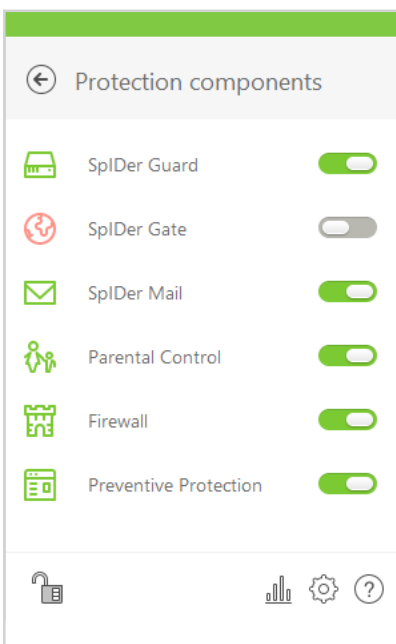 Protection components
SpIDer Guard
SpIDer Gate
SpIDer Mail
Parental Control
Firewall
Preventive Protection
?